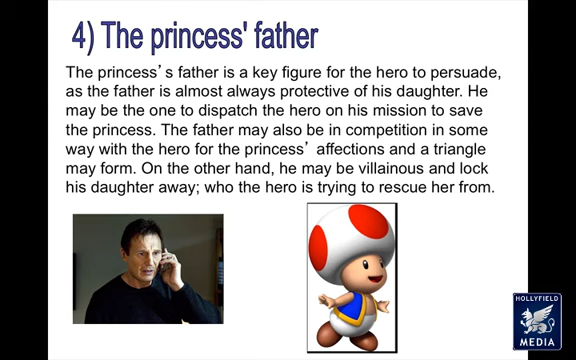 4) The princess' father
The princess's father is a key figure for the hero to persuade,
as the father is almost always protective of his daughter. He
may be the one to dispatch the hero on his mission to save
the princess. The father may also be in competition in some
way with the hero for the princess' affections and a triangle
may form. On the other hand, he may be villainous and lock
his daughter away; who the hero is trying to rescue her from.
HOLLYFIELD
MEDIA